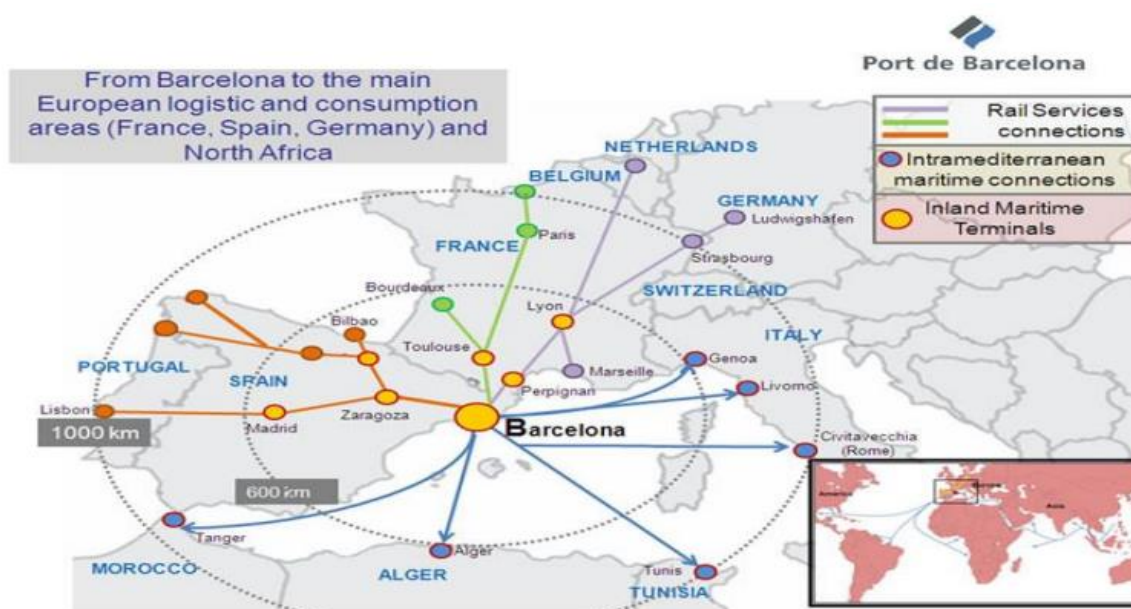 Port de Barcelona
From Barcelona to the main
European logistic and consumption
areas (France, Spain, Germany) and
North Africa
Rail Services
connections
Intramediterranean
maritime connections
Inland Maritime
Terminals
NETHERLANDS
BELGIUM
GERMANY
Ludwigshafen
Paris
FRANCE
Strasbourg
Bourdeaux
SWITZERLAND
Lyon
Bilbao
ITALY
Toulouse
Genoa
PORTUGAL
Marseille
SPAIN
Perpignan
Livorno
Lisbon
Zaragoza
Madrid
Barcelona
1000 km
Civitavecchia
(Rome)
600 km
Tanger
Alger
MOROCCO
ALGER
Tunis
TUNISIA
America
Europe
Asia